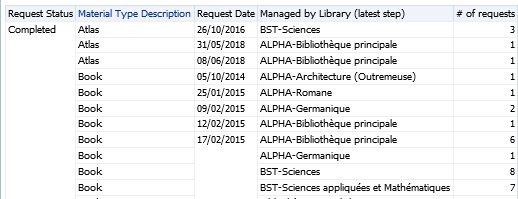 Request Status Material Type Description Request Date Managed by Library (latest step) # of requests
Completed Atlas 26/10/2016 BST-Sciences 3
Atlas 31/05/2018 ALPHA-Bibliothèque principale 1
Atlas 08/06/2018 ALPHA-Bibliothèque principale 1
Book 05/10/2014 ALPHA-Architecture (Outremeuse) 1
Book 25/01/2015 ALPHA-Romane 1
Book 09/02/2015 ALPHA-Germanique 2
Book 12/02/2015 ALPHA-Bibliothèque principale 1
Book 17/02/2015 ALPHA-Bibliothèque principale 6
Book ALPHA-Germanique 1
Book BST-Sciences 8
Book BST-Sciences appliquées et Mathématiques 7